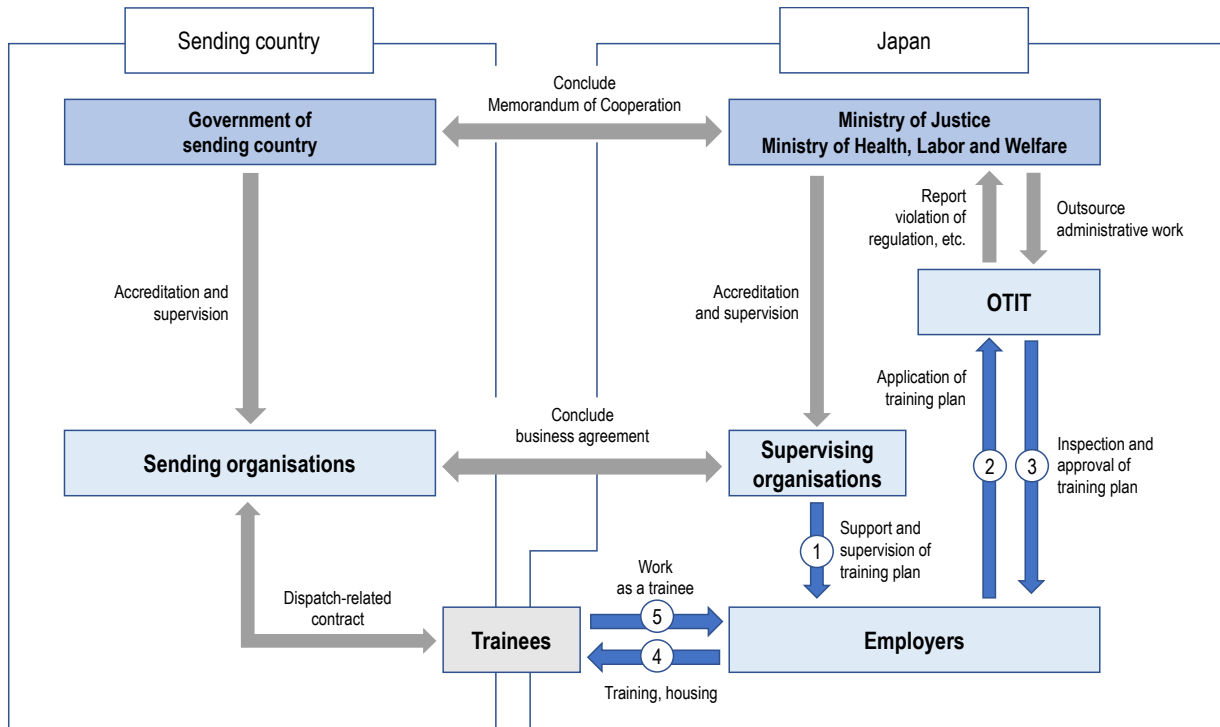 Sending country
Japan
Conclude
Memorandum of Cooperation
Government of
sending country
Ministry of Justice
Ministry of Health, Labor and Welfare
Report
violation of
regulation, etc.
Outsource
administrative work
OTIT
Accreditation and
supervision
Accreditation
and supervision
Application of
training plan
Conclude
business agreement
Sending organisations
Supervising
organisations
2
3
Inspection and
approval of
training plan
1
Support and
supervision of
training plan
Dispatch-related
contract
Work
as a trainee
5
Trainees
4
Employers
Training, housing